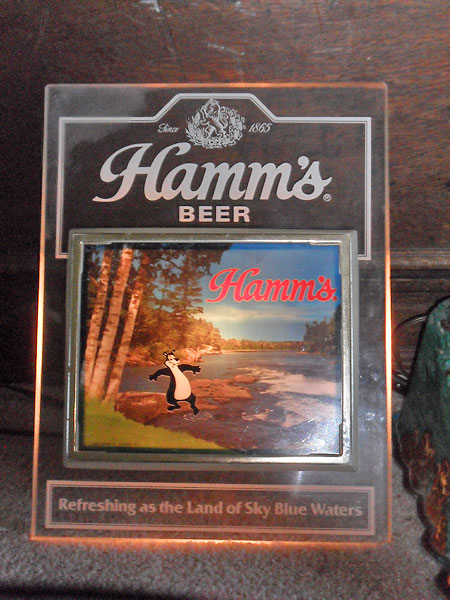 Since 1865
Hamm's®
BEER
Hamm's.
Refreshing as the Land of Sky Blue Waters